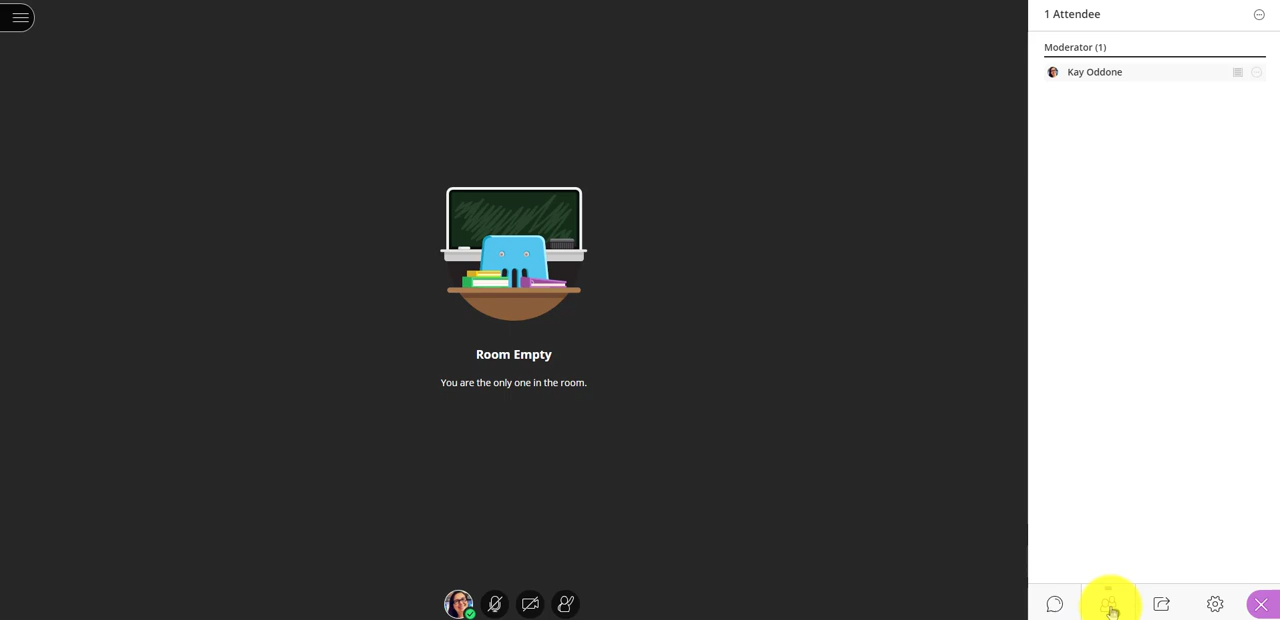 1 Attendee
Moderator (1)
Kay Oddone
Room Empty
You are the only one in the room.